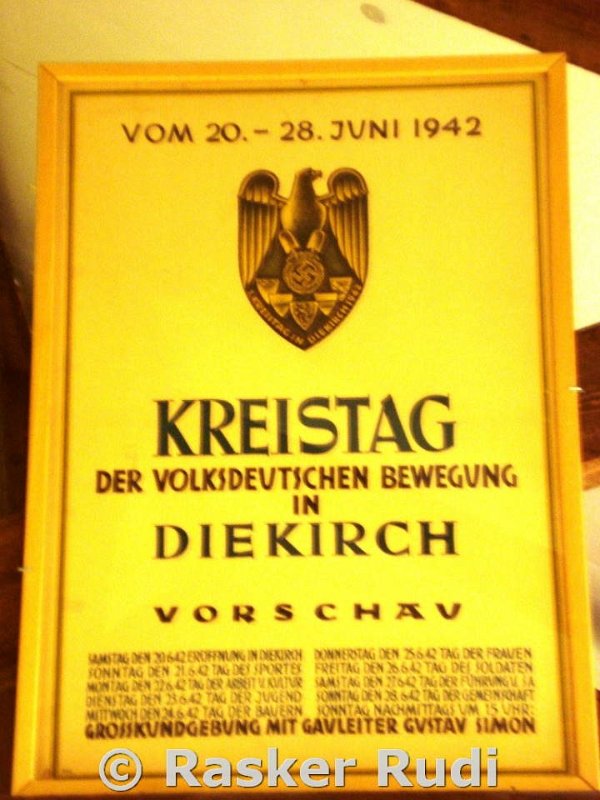 VOM 20. – 28. JUNI 1942
KREISTAG IN DIEKIRCH 1942
KREISTAG
DER VOLKSDEUTSCHEN BEWEGUNG
IN
DIEKIRCH
VORSCHAU
SAMSTAG DEN 20.6.42 ERÖFFNUNG IN DIEKIRCH
SONNTAG DEN 21.6.42 TAG DES SPORTES
MONTAG DEN 22.6.42 TAG DER ARBEIT U. KULTUR
DIENSTAG DEN 23.6.42 TAG DER JUGEND
MITTWOCH DEN 24.6.42 TAG DER BAUERN
DONNERSTAG DEN 25.6.42 TAG DER FRAUEN
FREITAG DEN 26.6.42 TAG DES SOLDATEN
SAMSTAG DEN 27.6.42 TAG DER FÜHRUNG U. SA
SONNTAG DEN 28.6.42 TAG DER GEMEINSCHAFT
SONNTAG NACHMITTAGS UM 15 UHR:
GROSSKUNDGEBUNG MIT GAULEITER GUSTAV SIMON
© Rasker Rudi